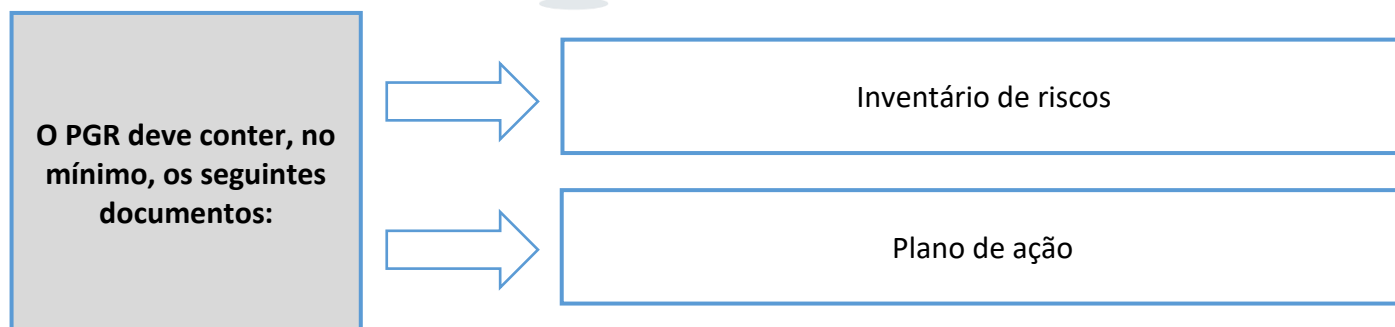 O PGR deve conter, no
mínimo, os seguintes
documentos:
Inventário de riscos
Plano de ação